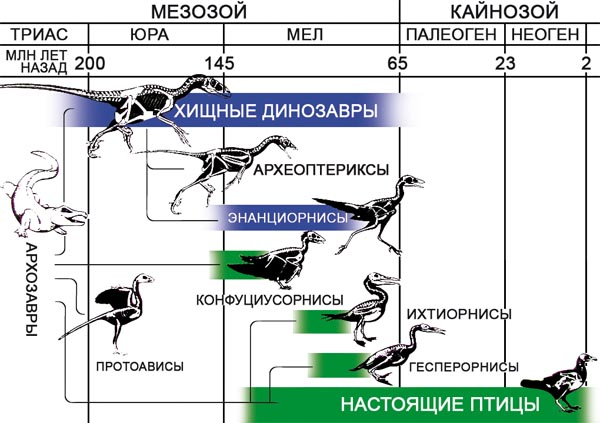 МЕЗОЗОЙ КАЙНОЗОЙ
ТРИАС ЮРА МЕЛ ПАЛЕОГЕН НЕОГЕН
МЛН ЛЕТ
НАЗАД 200 145 65 23 2
ХИЩНЫЕ ДИНОЗАВРЫ
АРХЕОПТЕРИКСЫ
ЭНАНЦИОРНИСЫ
АРХОЗАВРЫ
КОНФУЦИУСОРНИСЫ
ИХТИОРНИСЫ
ПРОТОАВИСЫ
ГЕСПЕРОРНИСЫ
НАСТОЯЩИЕ ПТИЦЫ